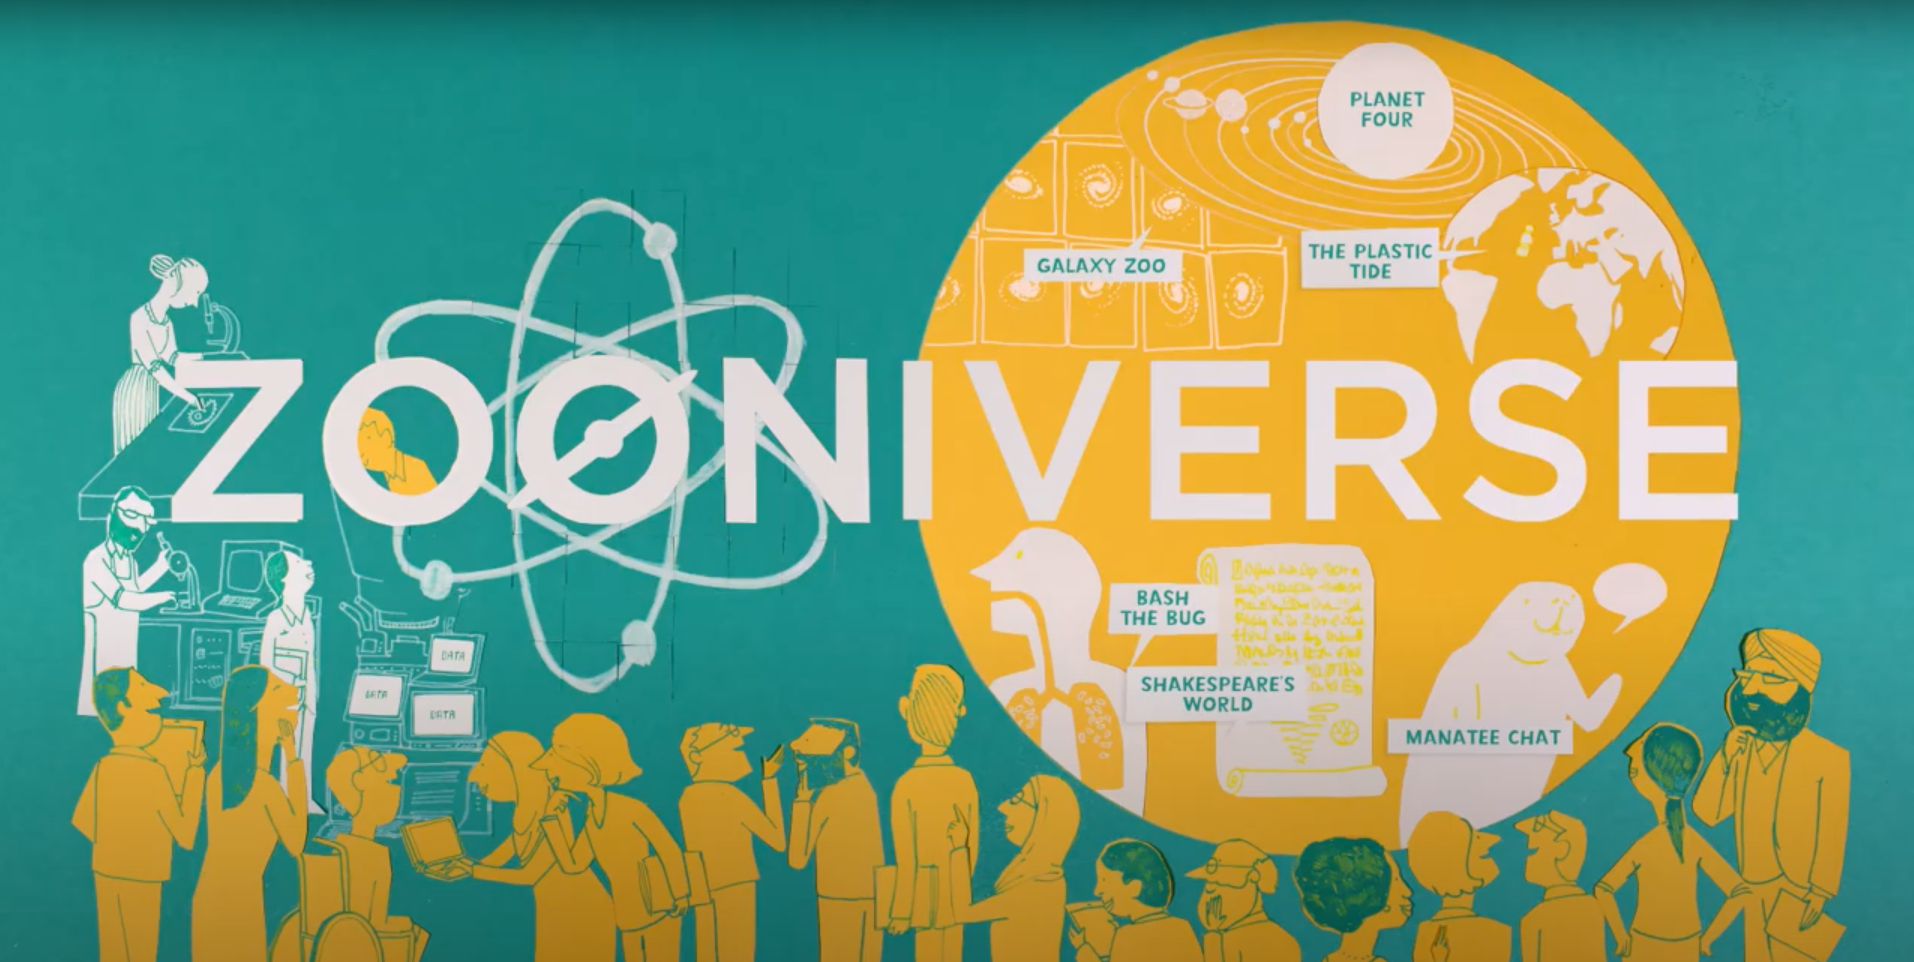 PLANET
FOUR
GALAXY ZOO
THE PLASTIC
TIDE
ZOONIVERSE
BASH
THE BUG
SHAKESPEARE'S
WORLD
MANATEE CHAT
DATA
DATA
DATA